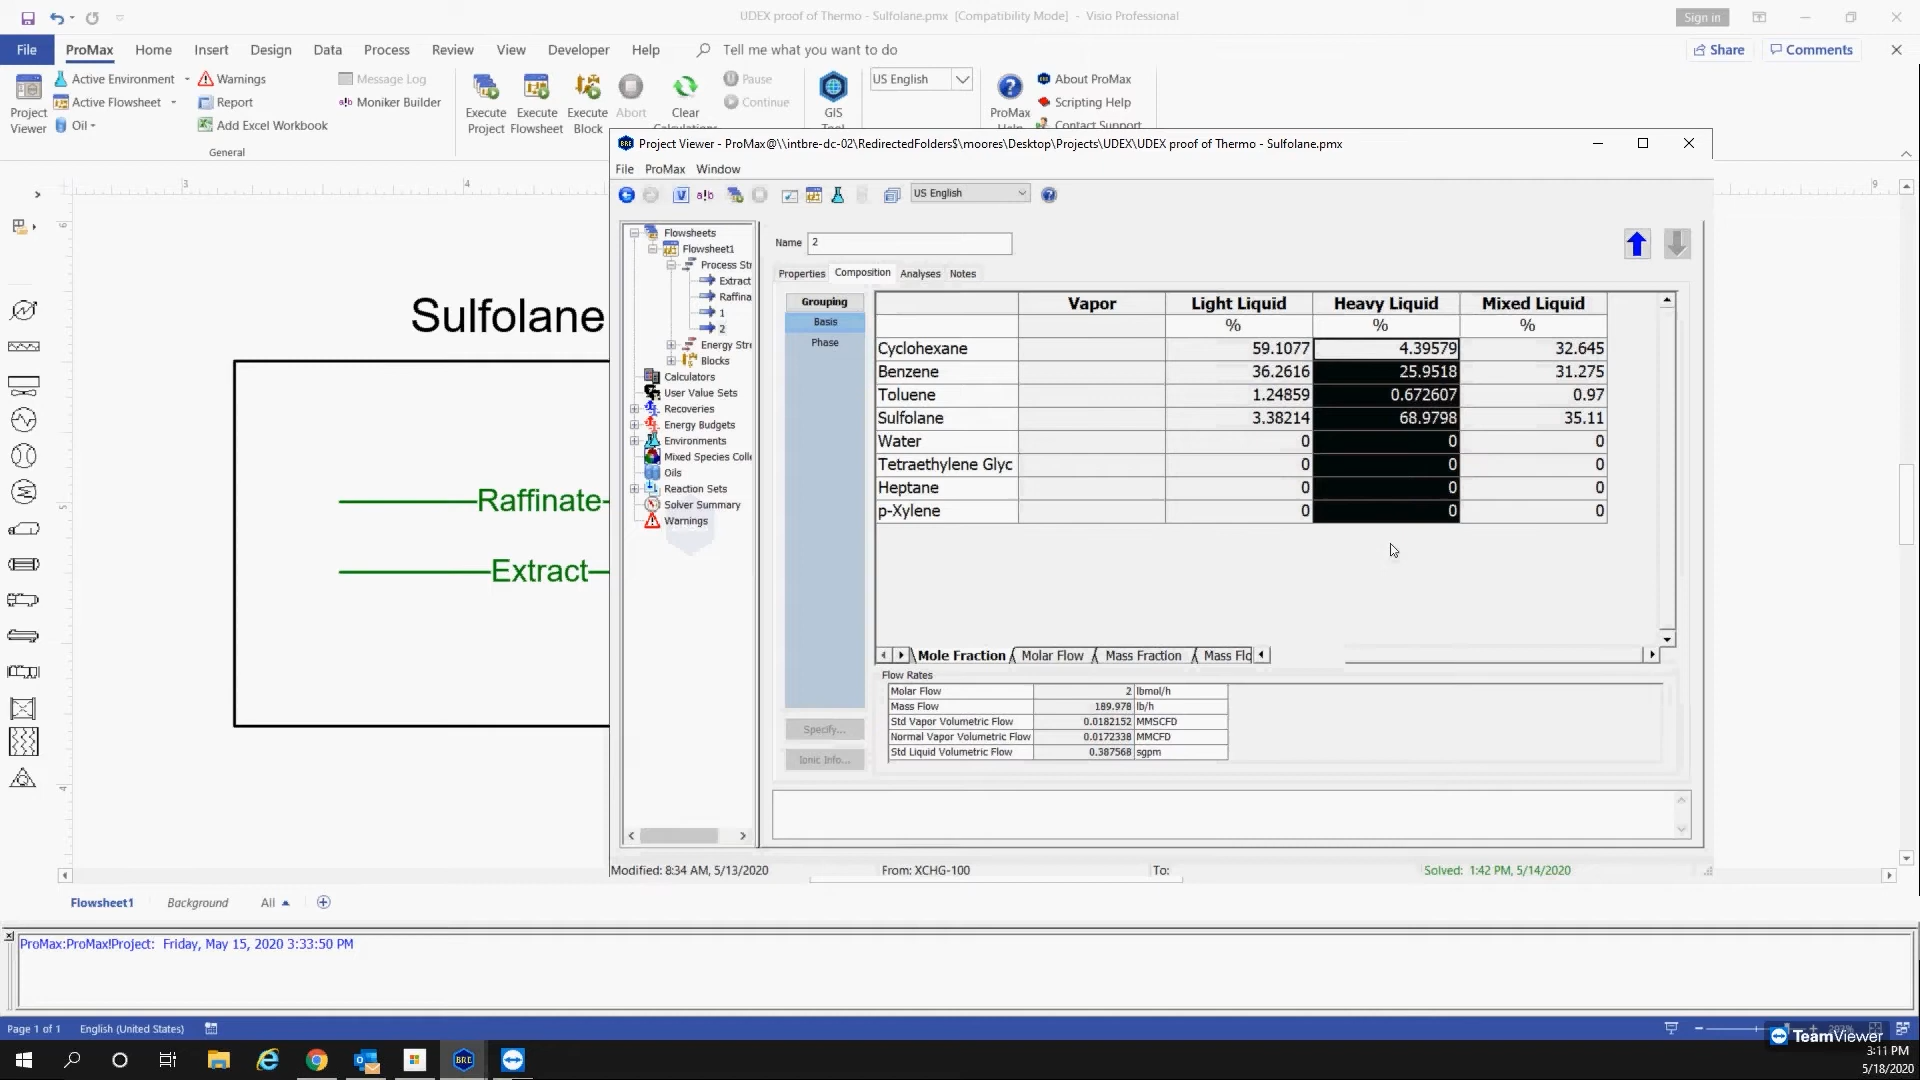 UDEX proof of Thermo - Sulfolane.pmx [Compatibility Mode] - Visio Professional
Sign in
File ProMax Home Insert Design Data Process Review View Developer Help Tell me what you want to do
Share Comments
Project Viewer
Active Environment
Active Flowsheet
Oil
Warnings
Report
Add Excel Workbook
Message Log
a!b Moniker Builder
General
Execute Project
Execute Flowsheet
Execute Block
Abort
Clear
Pause
Continue
GIS
US English
ProMax
About ProMax
Scripting Help
Contact Support
Project Viewer - ProMax@\\intbre-dc-02\RedirectedFolders$\moores\Desktop\Projects\UDEX\UDEX proof of Thermo - Sulfolane.pmx
File ProMax Window
a!b US English
3 4 9
6
5
4
Sulfolane
Raffinate
Extract
Flowsheets
Flowsheet1
Process Str
Extract
Raffina
1
2
Energy Stre
Blocks
Calculators
User Value Sets
Recoveries
Energy Budgets
Environments
Mixed Species Colle
Oils
Reaction Sets
Solver Summary
Warnings
Name 2
Properties Composition Analyses Notes
Grouping
Basis
Phase
Specify...
Ionic Info...
Vapor Light Liquid Heavy Liquid Mixed Liquid
% % %
Cyclohexane 59.1077 4.39579 32.645
Benzene 36.2616 25.9518 31.275
Toluene 1.24859 0.672607 0.97
Sulfolane 3.38214 68.9798 35.11
Water 0 0 0
Tetraethylene Glyc 0 0 0
Heptane 0 0 0
p-Xylene 0 0 0
Mole Fraction Molar Flow Mass Fraction Mass Flo
Flow Rates
Molar Flow 2 lbmol/h
Mass Flow 189.978 lb/h
Std Vapor Volumetric Flow 0.0182152 MMSCFD
Normal Vapor Volumetric Flow 0.0172338 MMCFD
Std Liquid Volumetric Flow 0.387568 sgpm
Modified: 8:34 AM, 5/13/2020 From: XCHG-100 To: Solved: 1:42 PM, 5/14/2020
Flowsheet1 Background All
ProMax:ProMax!Project: Friday, May 15, 2020 3:33:50 PM
Page 1 of 1 English (United States)
TeamViewer
BRE
3:11 PM
5/18/2020